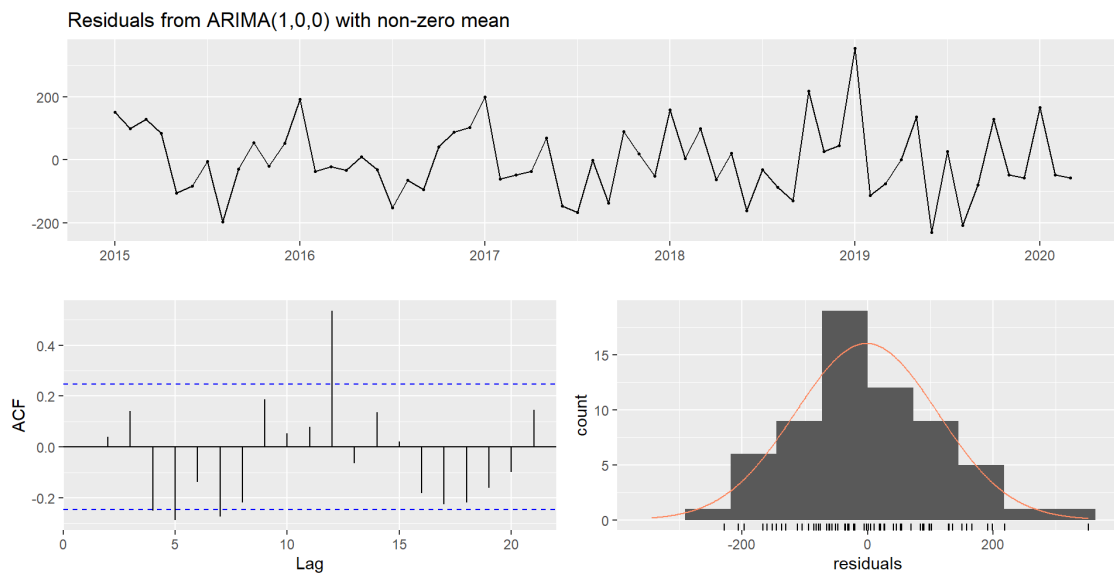 Residuals from ARIMA(1,0,0) with non-zero mean
200
0
-200
2015 2016 2017 2018 2019 2020
ACF
0.4
0.2
0.0
-0.2
0 5 10 15 20
Lag
count
15
10
5
0
-200 0 200
residuals